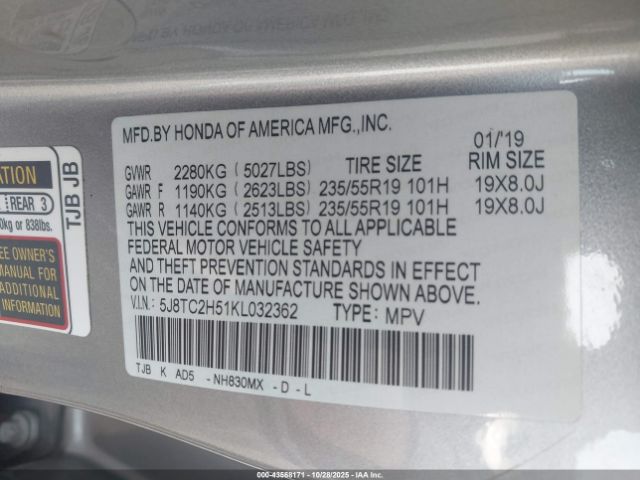 MFD.BY HONDA OF AMERICA MFG.,INC.
01/'19
GVWR 2280KG ( 5027LBS) TIRE SIZE RIM SIZE
GAWR F 1190KG ( 2623LBS) 235/55R19 101H 19X8.0J
GAWR R 1140KG ( 2513LBS) 235/55R19 101H 19X8.0J
THIS VEHICLE CONFORMS TO ALL APPLICABLE
FEDERAL MOTOR VEHICLE SAFETY
AND THEFT PREVENTION STANDARDS IN EFFECT
ON THE DATE OF MANUFACTURE SHOWN ABOVE.
V.I.N.: 5J8TC2H51KL032362 TYPE: MPV
TJB K AD5 -NH830MX -D -L
TJB JB
REAR 3
kg or 838lbs.
EE OWNER'S
MANUAL FOR
ADDITIONAL
INFORMATION
000-43568171 | 10/28/2025 | IAA Inc.